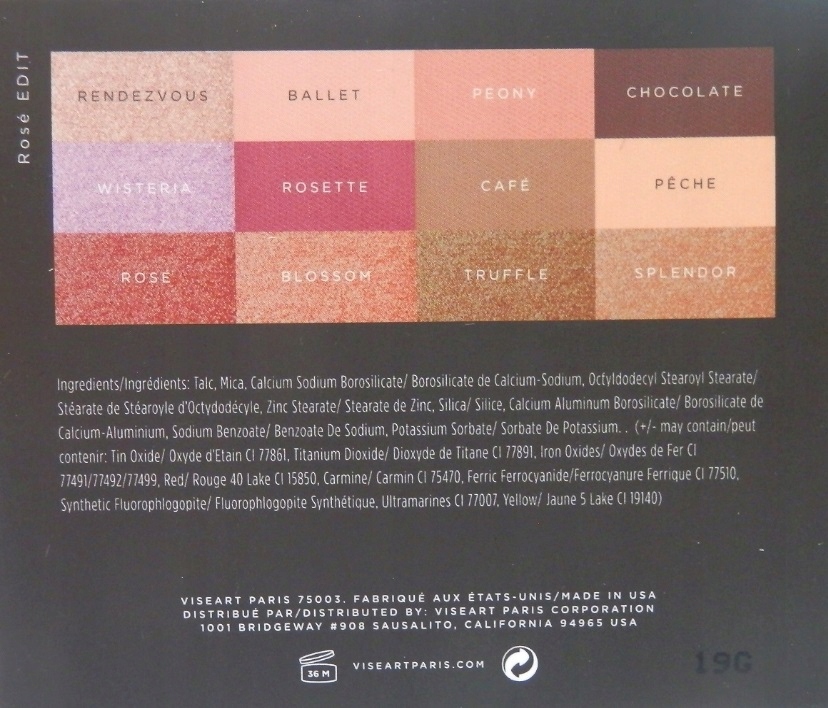 Rosé EDIT
RENDEZVOUS BALLET PEONY CHOCOLATE
WISTERIA ROSETTE CAFÉ PÊCHE
ROSÉ BLOSSOM TRUFFLE SPLENDOR
Ingredients/Ingrédients: Talc, Mica, Calcium Sodium Borosilicate/ Borosilicate de Calcium-Sodium, Octyldodecyl Stearoyl Stearate/
Stéarate de Stéaroyle d'Octydodécyle, Zinc Stearate/ Stearate de Zinc, Silica/ Silice, Calcium Aluminum Borosilicate/ Borosilicate de
Calcium-Aluminium, Sodium Benzoate/ Benzoate De Sodium, Potassium Sorbate/ Sorbate De Potassium. . (+/- may contain/peut
contenir: Tin Oxide/ Oxyde d'Etain CI 77861, Titanium Dioxide/ Dioxyde de Titane CI 77891, Iron Oxides/ Oxydes de Fer CI
77491/77492/77499, Red/ Rouge 40 Lake CI 15850, Carmine/ Carmin CI 75470, Ferric Ferrocyanide/Ferrocyanure Ferrique CI 77510,
Synthetic Fluorophlogopite/ Fluorophlogopite Synthétique, Ultramarines CI 77007, Yellow/ Jaune 5 Lake CI 19140)
VISEART PARIS 75003. FABRIQUÉ AUX ÉTATS-UNIS/MADE IN USA
DISTRIBUÉ PAR/DISTRIBUTED BY: VISEART PARIS CORPORATION
1001 BRIDGEWAY #908 SAUSALITO, CALIFORNIA 94965 USA
36 M VISEARTPARIS.COM
19G